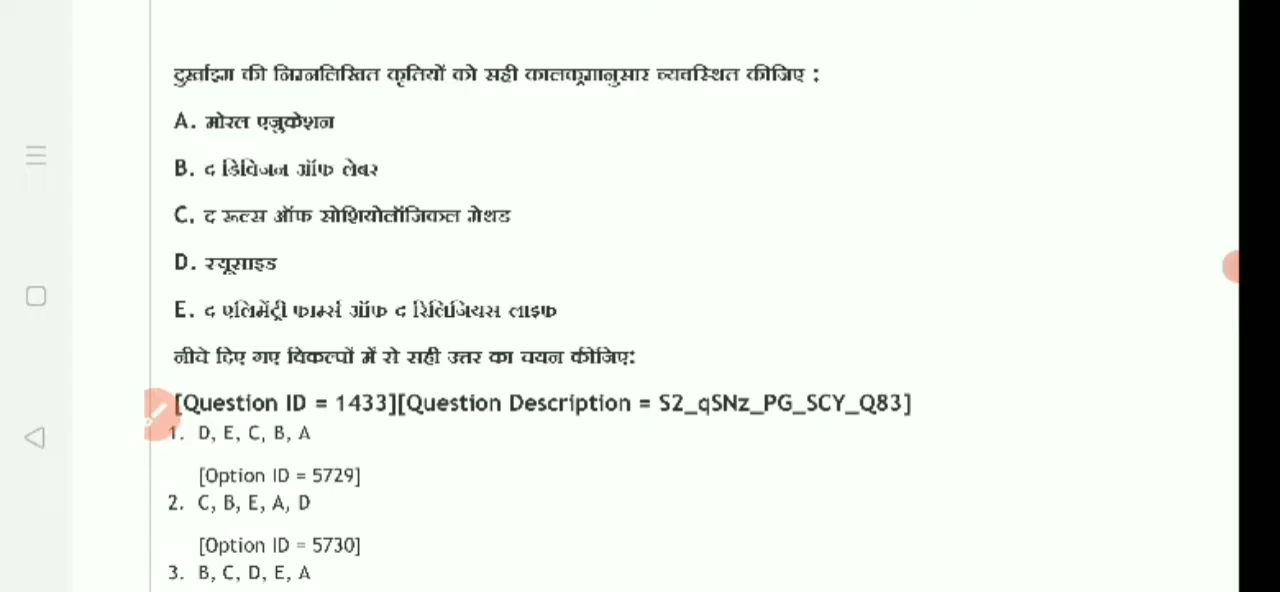 दुर्खाइम की निम्नलिखित कृतियों को सही कालक्रमानुसार व्यवस्थित कीजिए :
A. मोरल एजुकेशन
B. द डिविजन ऑफ लेबर
C. द रूल्स ऑफ सोशियोलॉजिकल मेथड
D. स्यूसाइड
E. द एलिमेंट्री फार्म्स ऑफ द रिलिजियस लाइफ
नीचे दिए गए विकल्पों में से सही उत्तर का चयन कीजिए:
[Question ID = 1433][Question Description = S2_qSNz_PG_SCY_Q83]
1. D, E, C, B, A
[Option ID = 5729]
2. C, B, E, A, D
[Option ID = 5730]
3. B, C, D, E, A